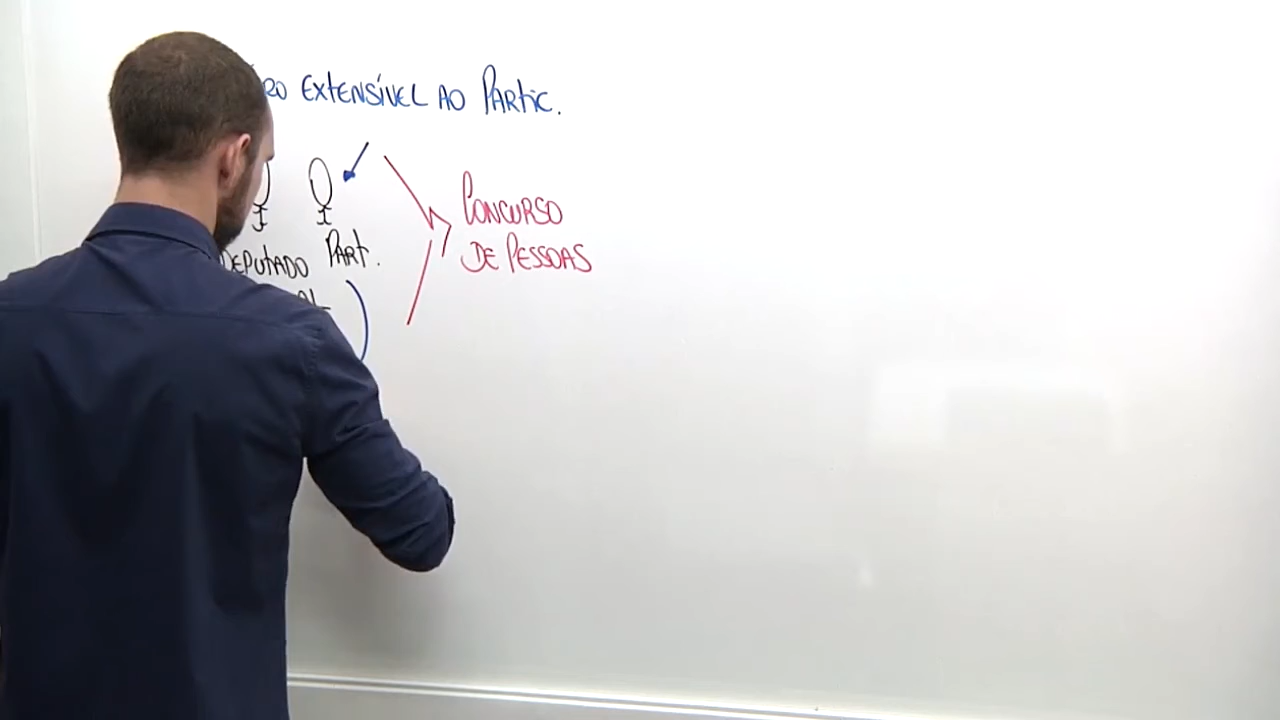 EXTENSÍVEL AO PARTIC.
DEPUTADO PART.
CONCURSO
DE PESSOAS